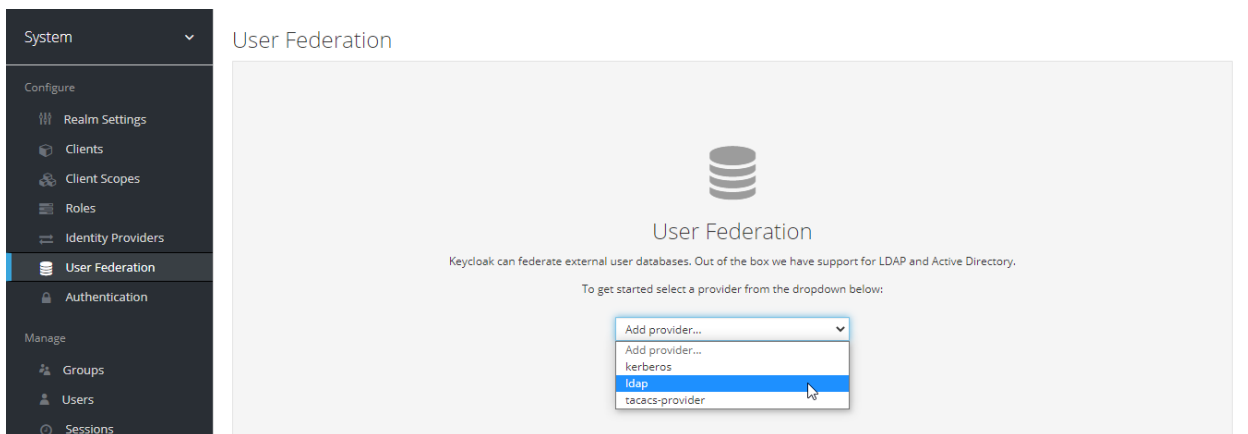 System
Configure
Realm Settings
Clients
Client Scopes
Roles
Identity Providers
User Federation
Authentication
Manage
Groups
Users
Sessions
User Federation
User Federation
Keycloak can federate external user databases. Out of the box we have support for LDAP and Active Directory.
To get started select a provider from the dropdown below:
Add provider...
Add provider...
kerberos
ldap
tacacs-provider